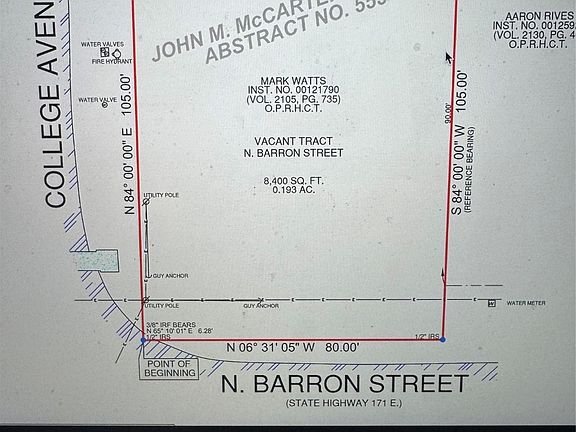 JOHN M. McCARTE
ABSTRACT NO. 555
AARON RIVES
INST. NO. 001259
(VOL. 2130, PG. 4
O.P.R.H.C.T.
COLLEGE AVEN
WATER VALVES
FIRE HYDRANT
WATER VALVE
N 84° 00' 00" E 105.00'
MARK WATTS
INST. NO. 00121790
(VOL. 2105, PG. 735)
O.P.R.H.C.T.
VACANT TRACT
N. BARRON STREET
8,400 SQ. FT.
0.193 AC.
90.00'
S 84° 00' 00" W 105.00'
(REFERENCE BEARING)
UTILITY POLE
GUY ANCHOR
UTILITY POLE
GUY ANCHOR
WATER METER
3/8" IRF BEARS
N 65° 10' 01" E 6.28'
1/2" IRS
1/2" IRS
N 06° 31' 05" W 80.00'
POINT OF
BEGINNING
N. BARRON STREET
(STATE HIGHWAY 171 E.)